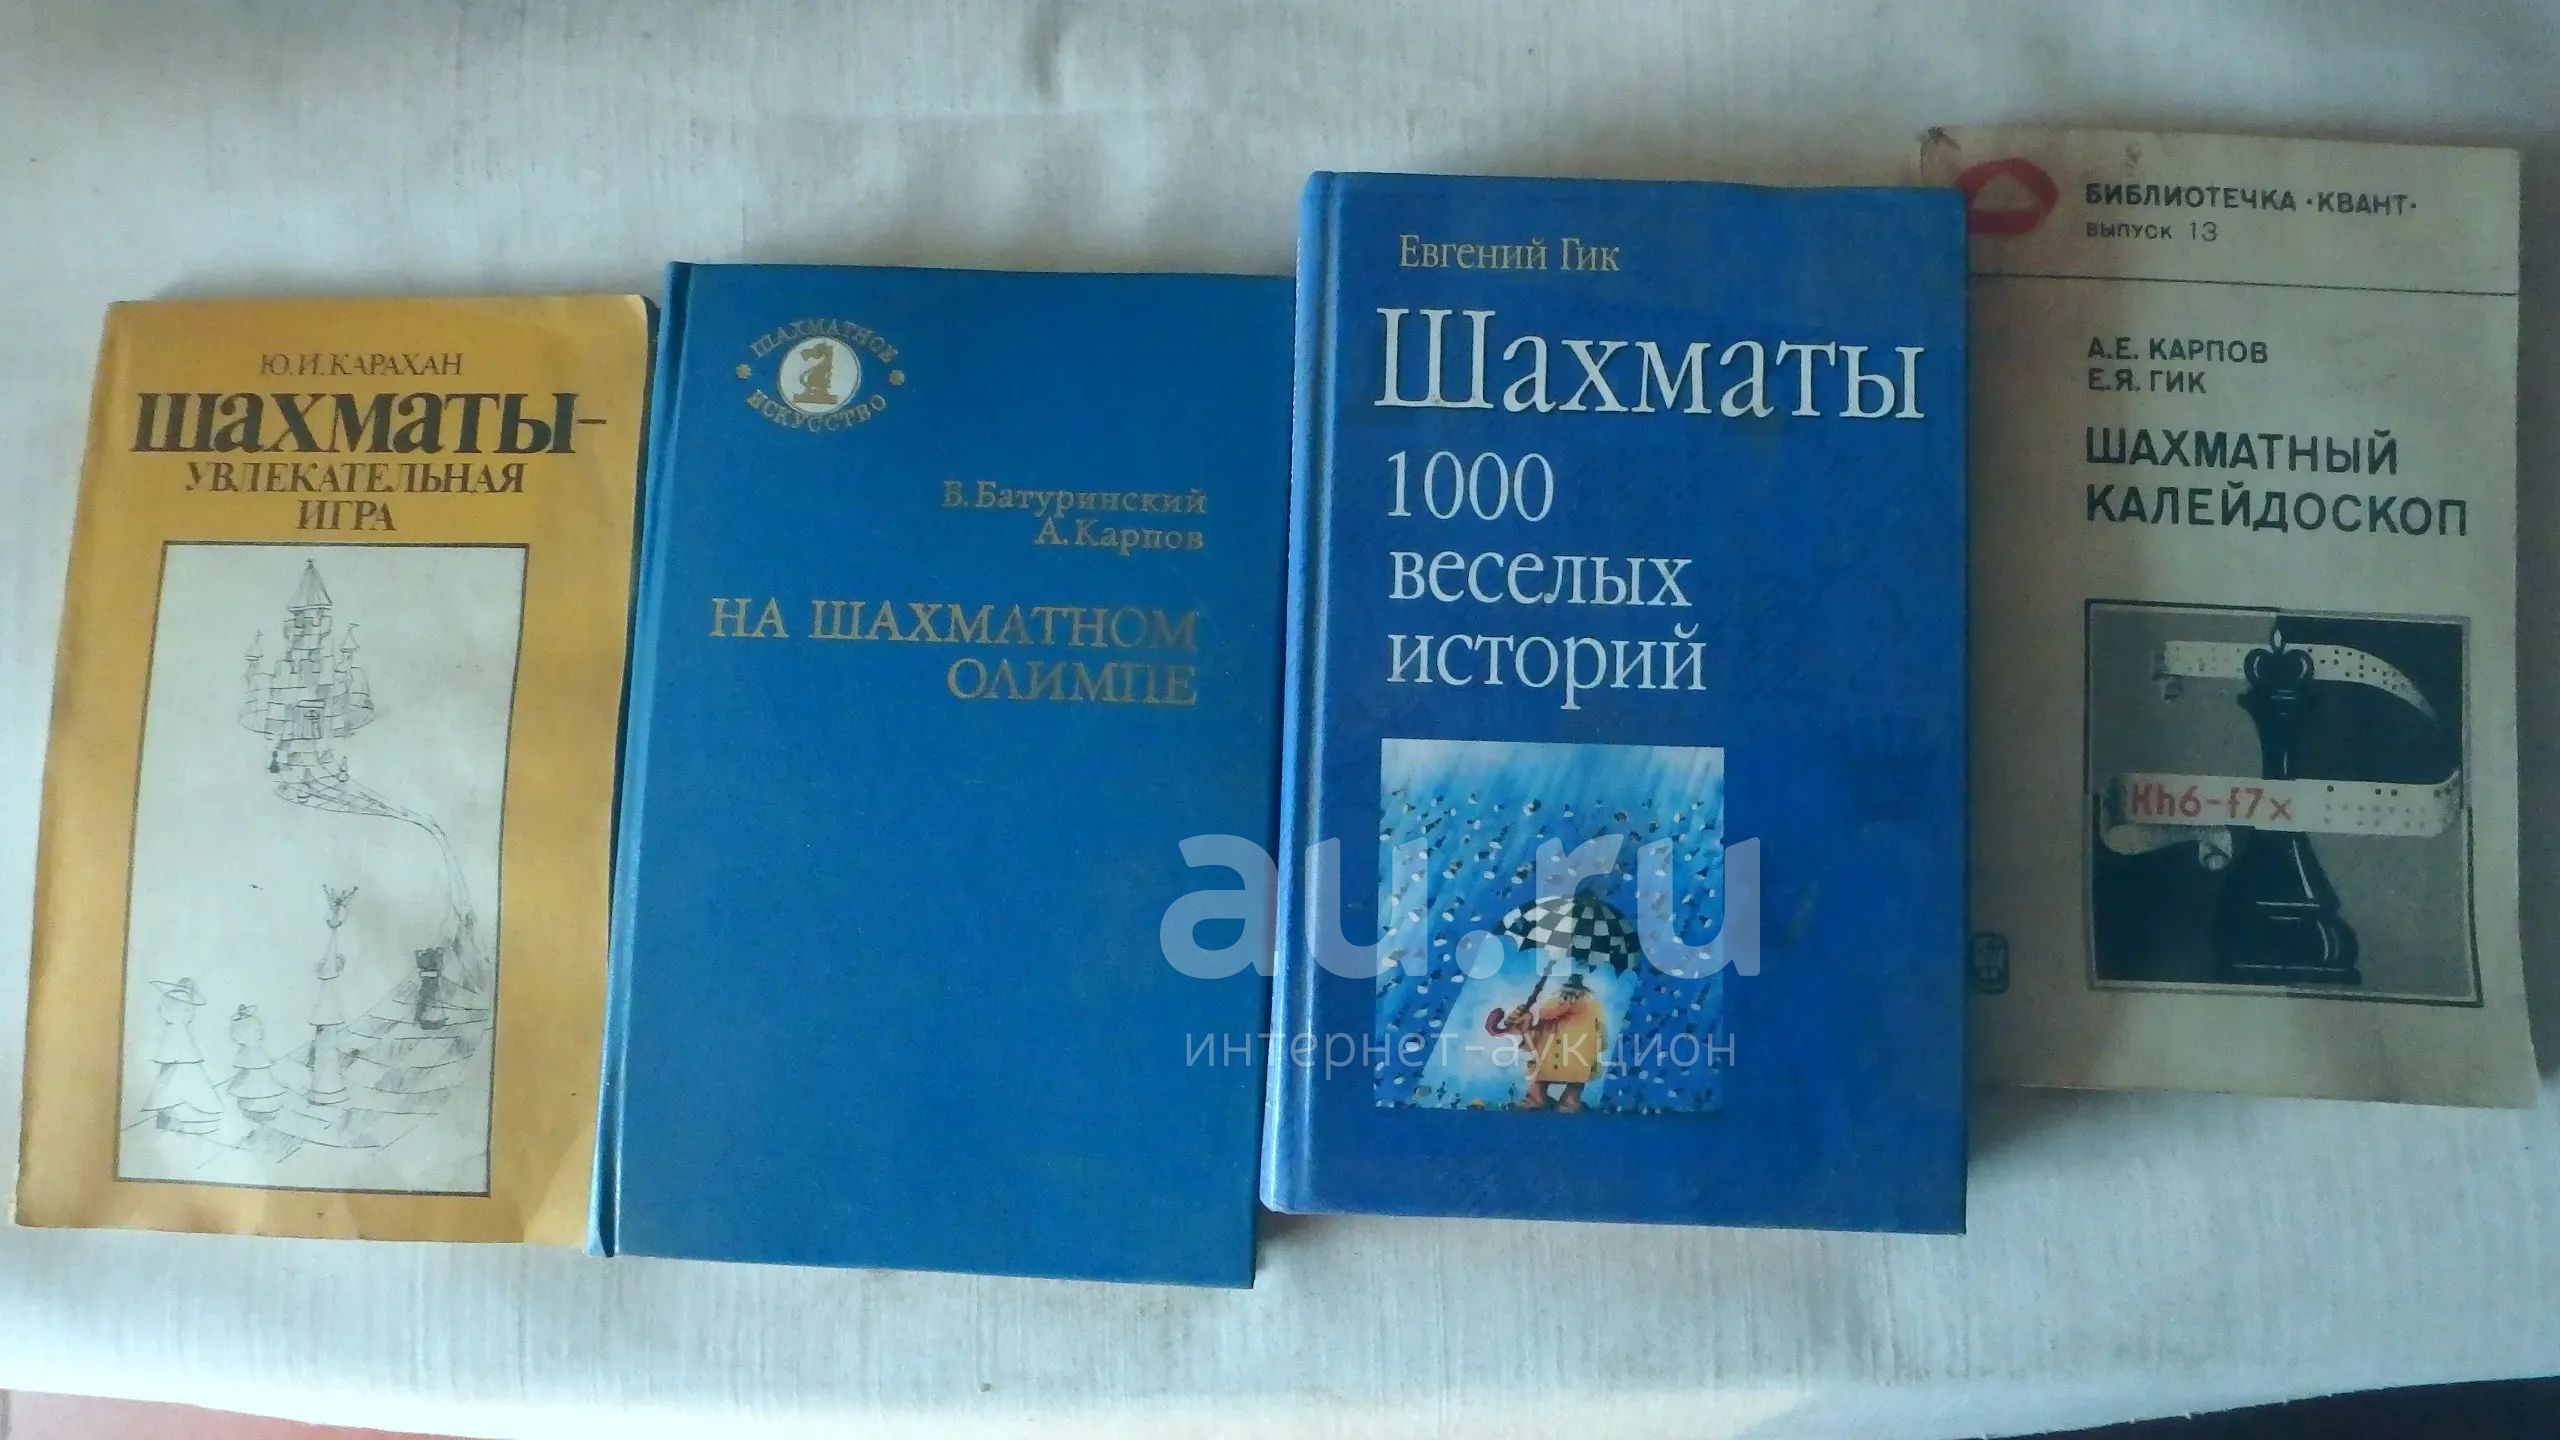 Ю.И.КАРАХАН
ШАХМАТЫ-
УВЛЕКАТЕЛЬНАЯ
ИГРА
ШАХМАТНОЕ
ИСКУССТВО
В.Батуринский
А.Карпов
НА ШАХМАТНОМ
ОЛИМПЕ
Евгений Гик
Шахматы
1000
веселых
историй
БИБЛИОТЕЧКА •КВАНТ•
ВЫПУСК 13
А.Е. КАРПОВ
Е.Я. ГИК
ШАХМАТНЫЙ
КАЛЕЙДОСКОП
Kh6-f7x
au.ru
интернет-аукцион